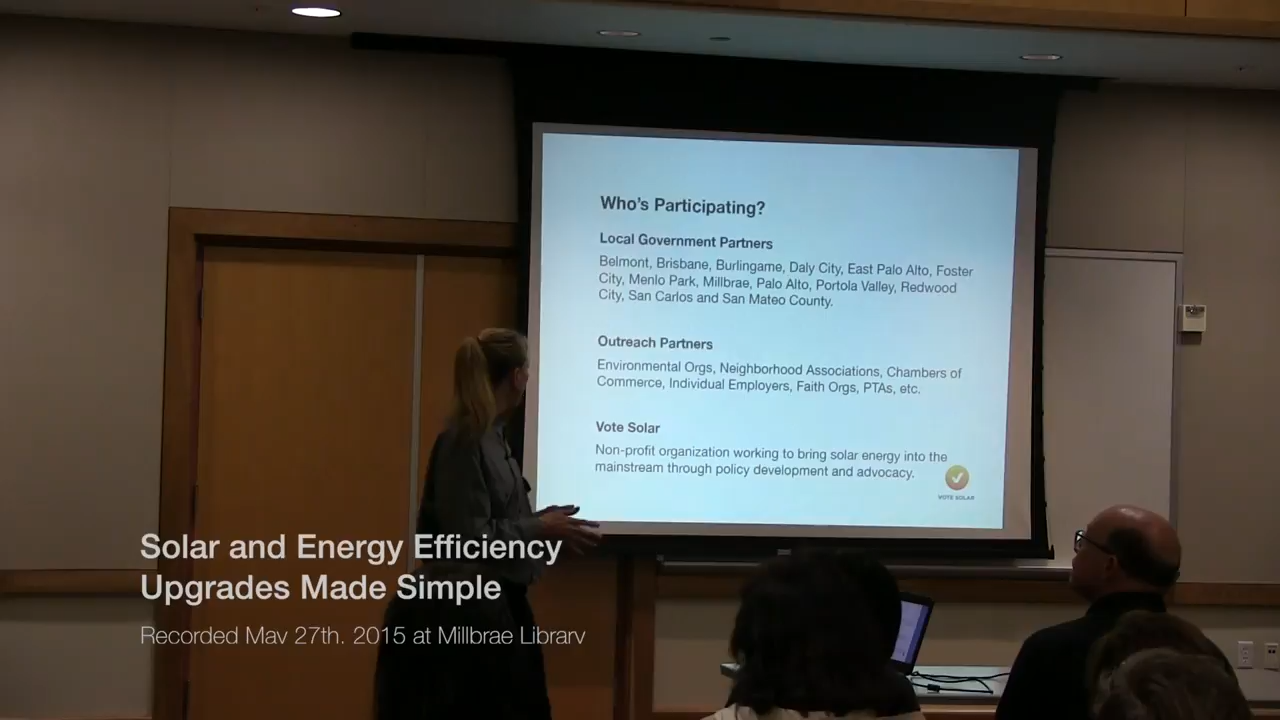 Who's Participating?
Local Government Partners
Belmont, Brisbane, Burlingame, Daly City, East Palo Alto, Foster
City, Menlo Park, Millbrae, Palo Alto, Portola Valley, Redwood
City, San Carlos and San Mateo County.
Outreach Partners
Environmental Orgs, Neighborhood Associations, Chambers of
Commerce, Individual Employers, Faith Orgs, PTAs, etc.
Vote Solar
Non-profit organization working to bring solar energy into the
mainstream through policy development and advocacy.
VOTE SOLAR
Solar and Energy Efficiency
Upgrades Made Simple
Recorded May 27th, 2015 at Millbrae Library